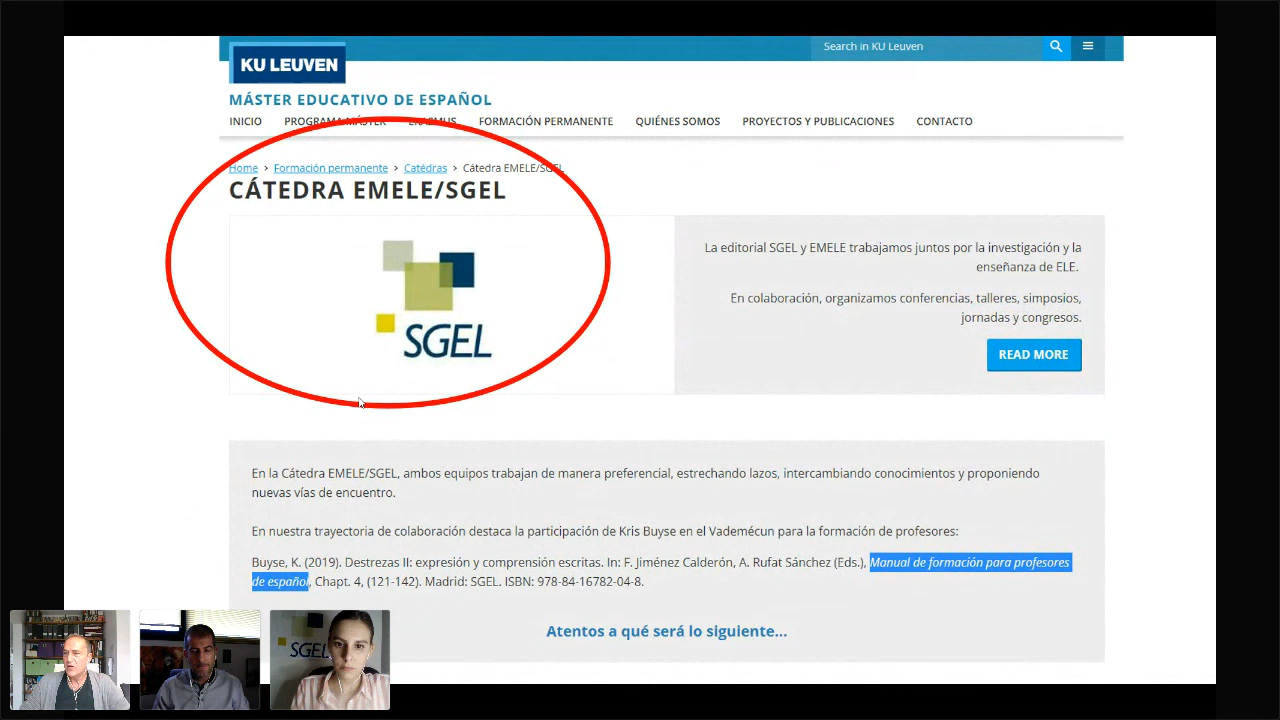 KU LEUVEN
Search in KU Leuven
MÁSTER EDUCATIVO DE ESPAÑOL
INICIO PROGRAMA MÁSTER ERASMUS FORMACIÓN PERMANENTE QUIÉNES SOMOS PROYECTOS Y PUBLICACIONES CONTACTO
Home > Formación permanente > Catédras > Cátedra EMELE/SGEL
CÁTEDRA EMELE/SGEL
SGEL
La editorial SGEL y EMELE trabajamos juntos por la investigación y la
enseñanza de ELE.
En colaboración, organizamos conferencias, talleres, simposios,
jornadas y congresos.
READ MORE
En la Cátedra EMELE/SGEL, ambos equipos trabajan de manera preferencial, estrechando lazos, intercambiando conocimientos y proponiendo
nuevas vías de encuentro.
En nuestra trayectoria de colaboración destaca la participación de Kris Buyse en el Vademécun para la formación de profesores:
Buyse, K. (2019). Destrezas II: expresión y comprensión escritas. In: F. Jiménez Calderón, A. Rufat Sánchez (Eds.), Manual de formación para profesores
de español, Chapt. 4, (121-142). Madrid: SGEL. ISBN: 978-84-16782-04-8.
Atentos a qué será lo siguiente...
SGEL